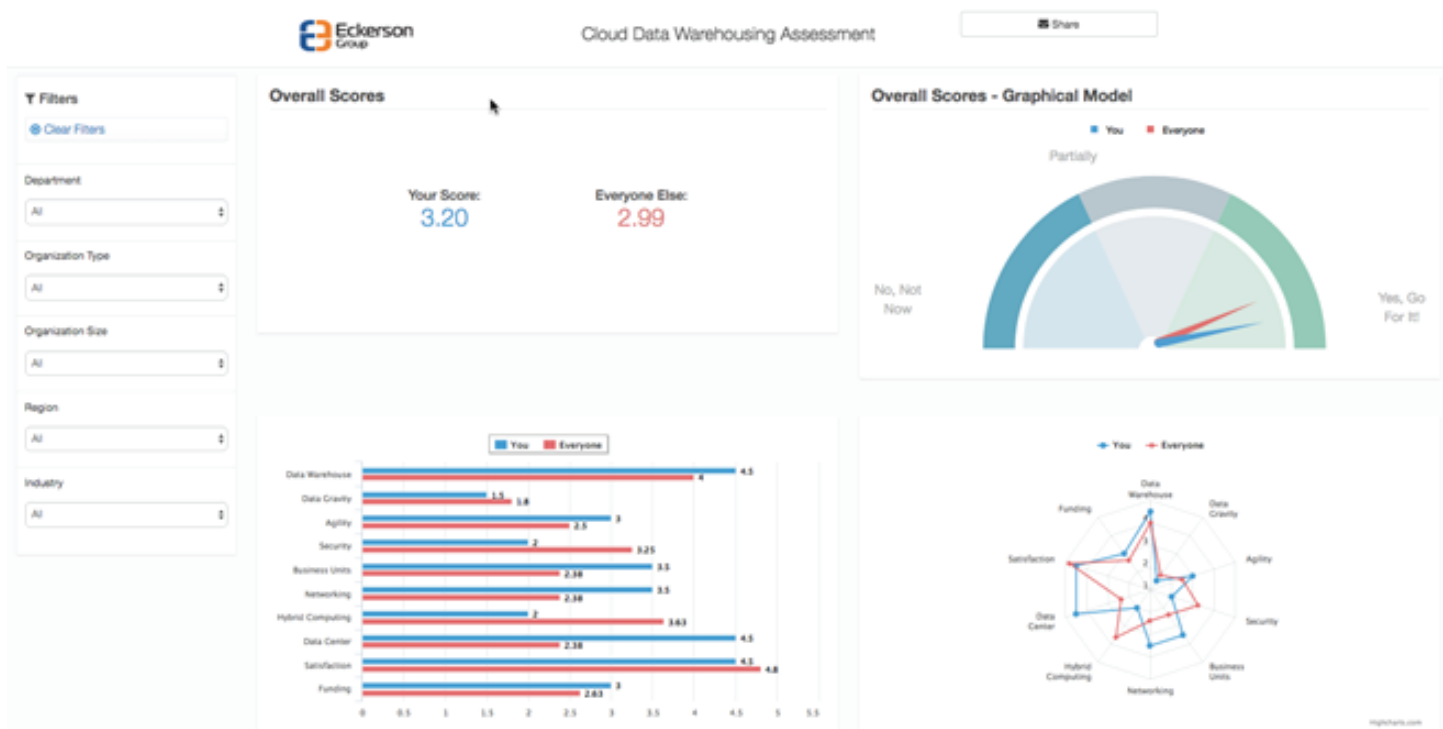 Eckerson
Group
Cloud Data Warehousing Assessment
Share
Filters
Clear Filters
Department
All
Organization Type
All
Organization Size
All
Region
All
Industry
All
Overall Scores
Your Score:
3.20
Everyone Else:
2.99
Overall Scores - Graphical Model
You Everyone
Partially
No, Not
Now
Yes, Go
For It!
You Everyone
Data Warehouse 4.5 4
Data Gravity 1.5 1.8
Agility 3 2.5
Security 2 3.25
Business Units 3.5 2.38
Networking 3.5 2.38
Hybrid Computing 2 3.63
Data Center 4.5 2.38
Satisfaction 4.5 4.8
Funding 3 2.63
0 0.5 1 1.5 2 2.5 3 3.5 4 4.5 5 5.5
You Everyone
Data
Warehouse
Data
Gravity
Agility
Security
Business
Units
Networking
Hybrid
Computing
Data
Center
Satisfaction
Funding
4
3
2
1
Highcharts.com